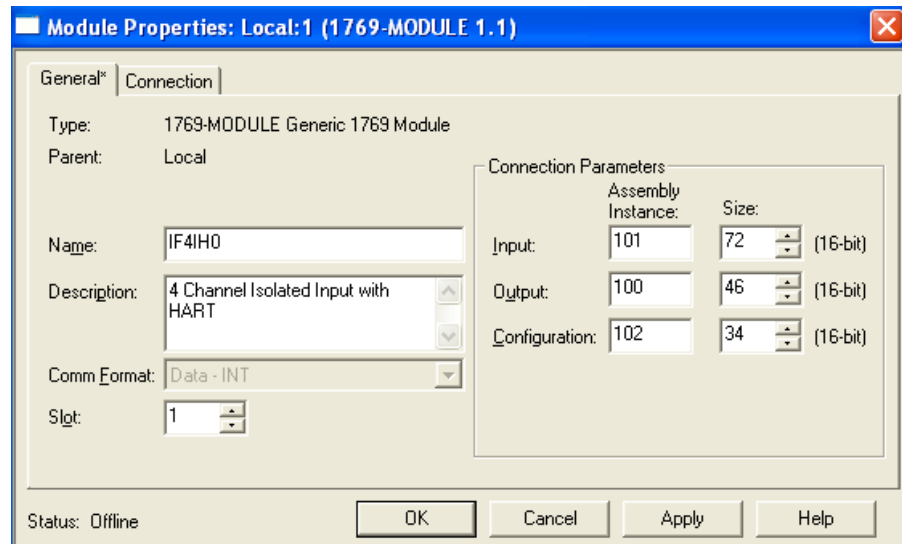 Module Properties: Local:1 (1769-MODULE 1.1)
General* Connection
Type: 1769-MODULE Generic 1769 Module
Parent: Local
Name: IF4IH0
Description: 4 Channel Isolated Input with
HART
Comm Format: Data - INT
Slot: 1
Connection Parameters
Assembly
Instance: Size:
Input: 101 72 (16-bit)
Output: 100 46 (16-bit)
Configuration: 102 34 (16-bit)
Status: Offline
OK Cancel Apply Help